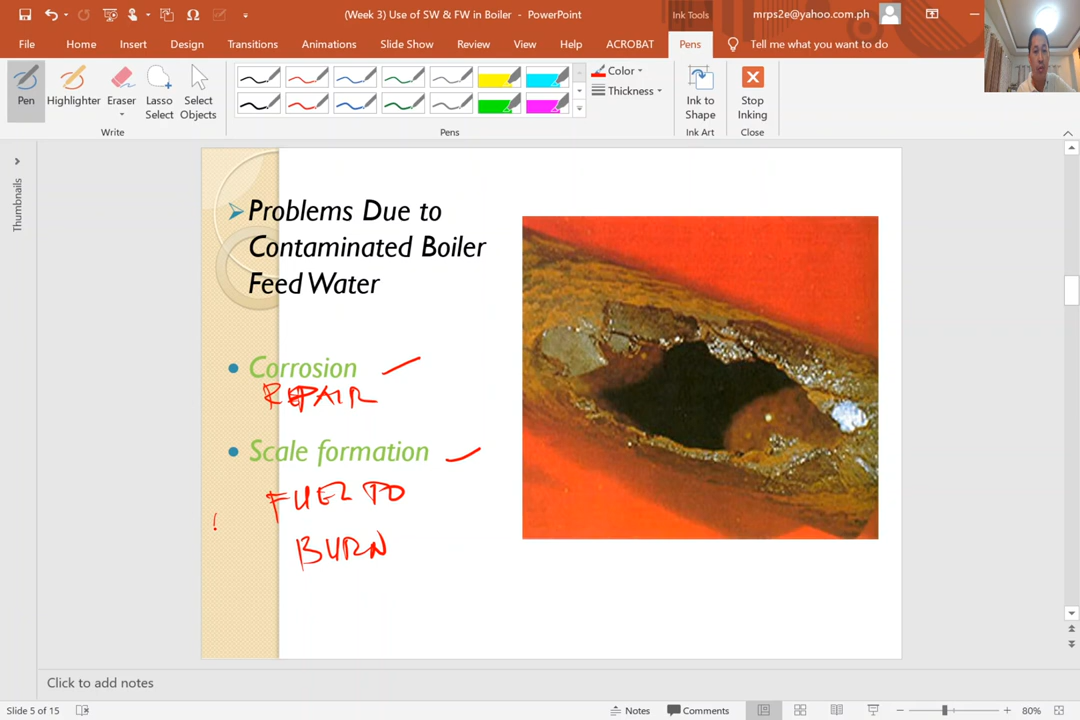 (Week 3) Use of SW & FW in Boiler - PowerPoint
Ink Tools
mrps2e@yahoo.com.ph
File Home Insert Design Transitions Animations Slide Show Review View Help ACROBAT Pens Tell me what you want to do
Pen
Highlighter
Eraser
Lasso
Select
Select
Objects
Color
Thickness
Ink to
Shape
Stop
Inking
Write
Pens
Ink Art
Close
Thumbnails
Problems Due to
Contaminated Boiler
Feed Water
Corrosion
REPAIR
Scale formation
FUEL TO
BURN
!
Click to add notes
Slide 5 of 15
Notes
Comments
80%